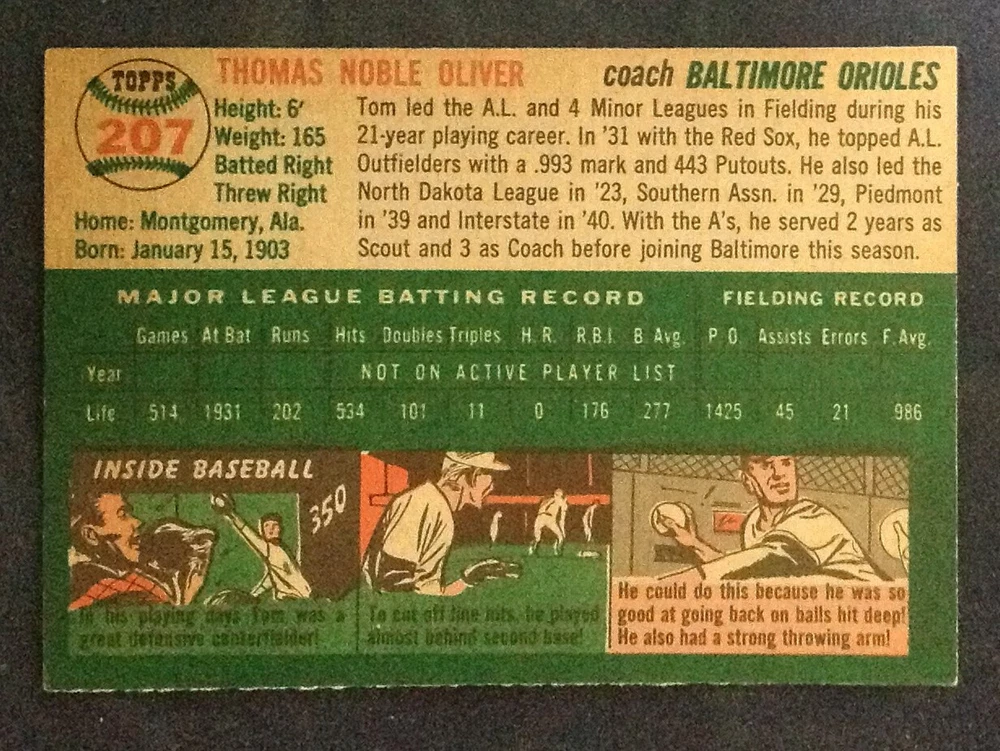 TOPPS
207
THOMAS NOBLE OLIVER
coach BALTIMORE ORIOLES
Height: 6'
Weight: 165
Batted Right
Threw Right
Home: Montgomery, Ala.
Born: January 15, 1903
Tom led the A.L. and 4 Minor Leagues in Fielding during his
21-year playing career. In '31 with the Red Sox, he topped A.L.
Outfielders with a .993 mark and 443 Putouts. He also led the
North Dakota League in '23, Southern Assn. in '29, Piedmont
in '39 and Interstate in '40. With the A's, he served 2 years as
Scout and 3 as Coach before joining Baltimore this season.
MAJOR LEAGUE BATTING RECORD FIELDING RECORD
Games At Bat Runs Hits Doubles Triples H. R. R.B.I. B. Avg. P. O. Assists Errors F. Avg.
Year NOT ON ACTIVE PLAYER LIST
Life 514 1931 202 534 101 11 0 176 277 1425 45 21 986
INSIDE BASEBALL
350
In his playing days Tom was a
great defensive centerfielder!
To cut off line hits, he played
almost behind second base!
He could do this because he was so
good at going back on balls hit deep!
He also had a strong throwing arm!